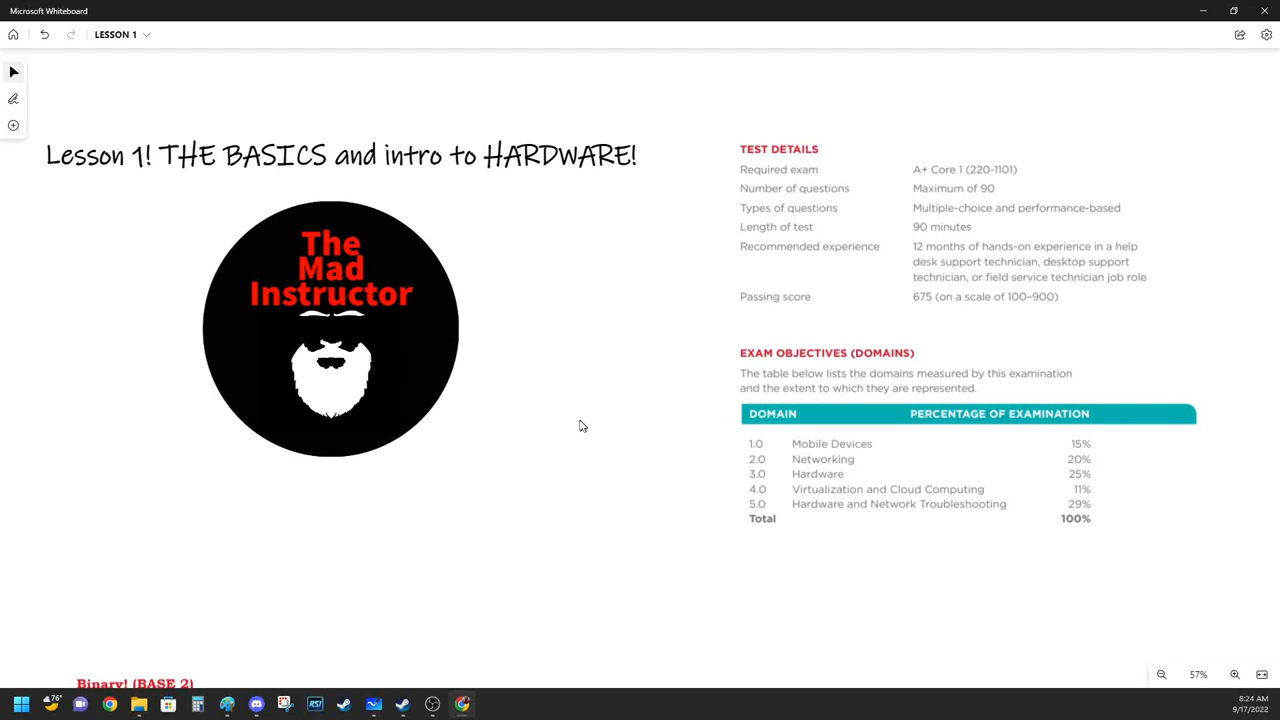 Microsoft Whiteboard
LESSON 1
Lesson 1! THE BASICS and intro to HARDWARE!
The
Mad
Instructor
TEST DETAILS
Required exam A+ Core 1 (220-1101)
Number of questions Maximum of 90
Types of questions Multiple-choice and performance-based
Length of test 90 minutes
Recommended experience 12 months of hands-on experience in a help
desk support technician, desktop support
technician, or field service technician job role
Passing score 675 (on a scale of 100–900)
EXAM OBJECTIVES (DOMAINS)
The table below lists the domains measured by this examination
and the extent to which they are represented.
DOMAIN PERCENTAGE OF EXAMINATION
1.0 Mobile Devices 15%
2.0 Networking 20%
3.0 Hardware 25%
4.0 Virtualization and Cloud Computing 11%
5.0 Hardware and Network Troubleshooting 29%
Total 100%
Binary! (BASE 2)
57%
76°
RSI
8:24 AM
9/17/2022